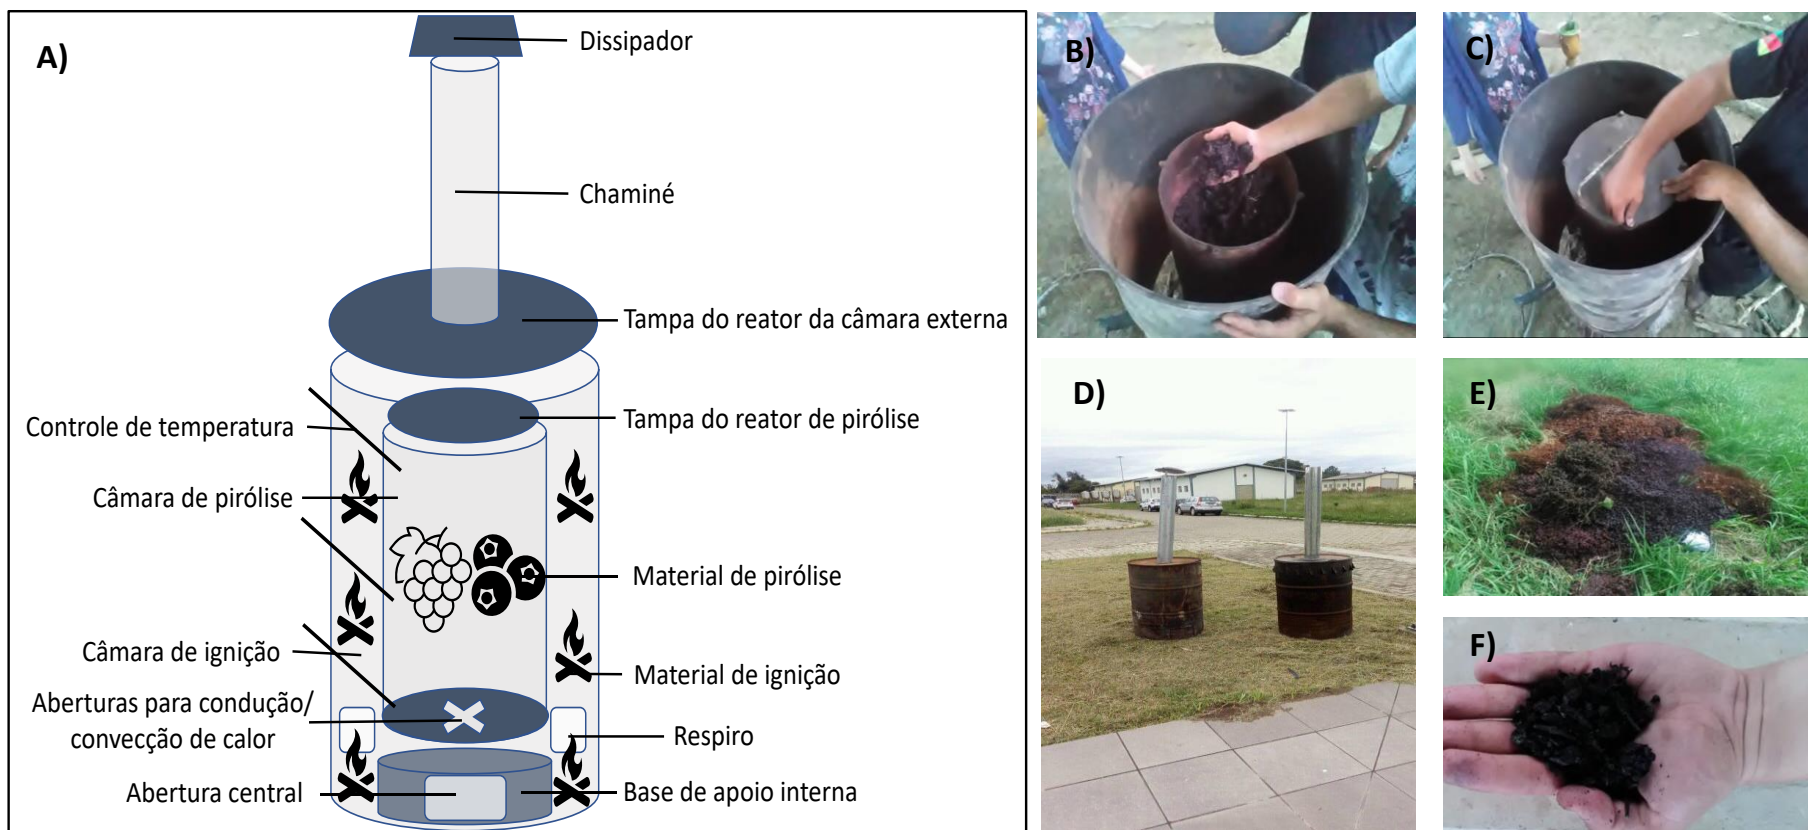 A)
Dissipador
Chaminé
Tampa do reator da câmara externa
Tampa do reator de pirólise
Controle de temperatura
Câmara de pirólise
Material de pirólise
Câmara de ignição
Material de ignição
Aberturas para condução/
convecção de calor
Respiro
Abertura central
Base de apoio interna
B)
C)
D)
E)
F)